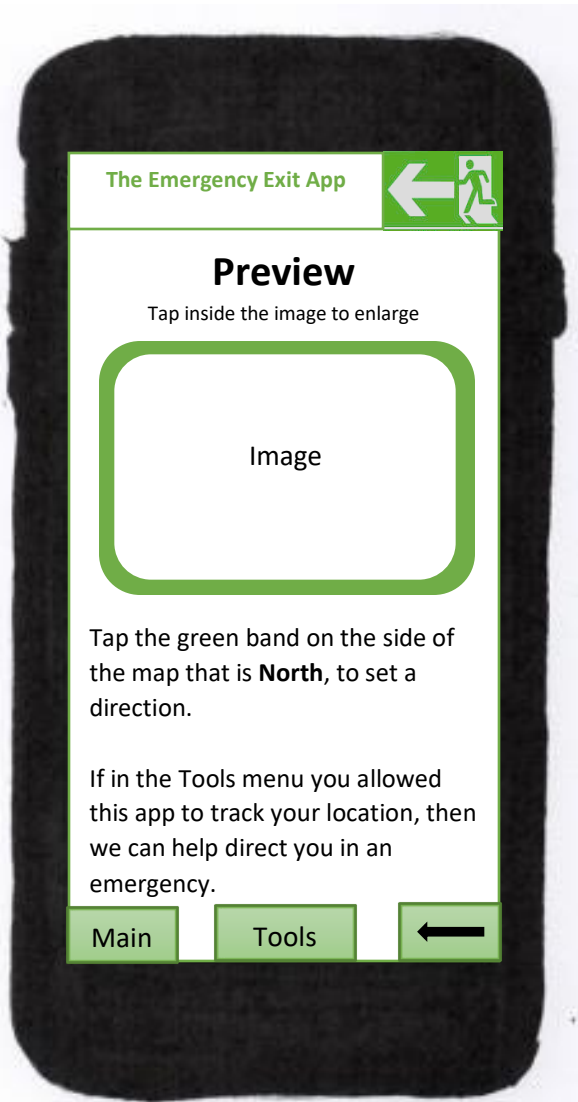 The Emergency Exit App
Preview
Tap inside the image to enlarge
Image
Tap the green band on the side of
the map that is North, to set a
direction.
If in the Tools menu you allowed
this app to track your location, then
we can help direct you in an
emergency.
Main
Tools